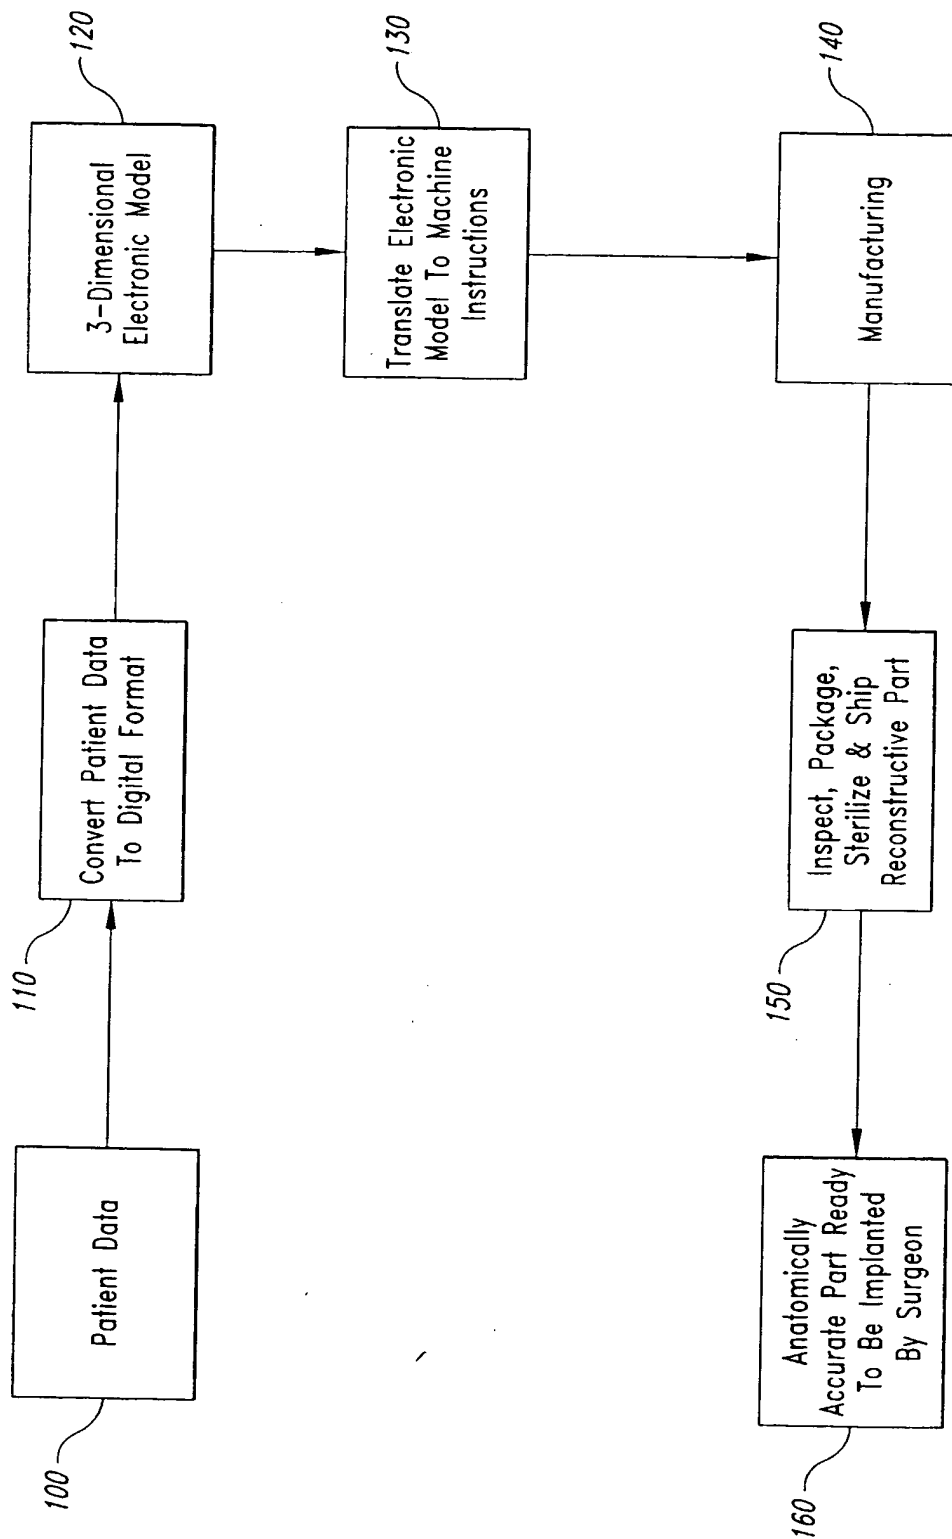 100
Patient Data
110
Convert Patient Data
To Digital Format
120
3-Dimensional
Electronic Model
130
Translate Electronic
Model To Machine
Instructions
140
Manufacturing
150
Inspect, Package,
Sterilize & Ship
Reconstructive Part
160
Anatomically
Accurate Part Ready
To Be Implanted
By Surgeon